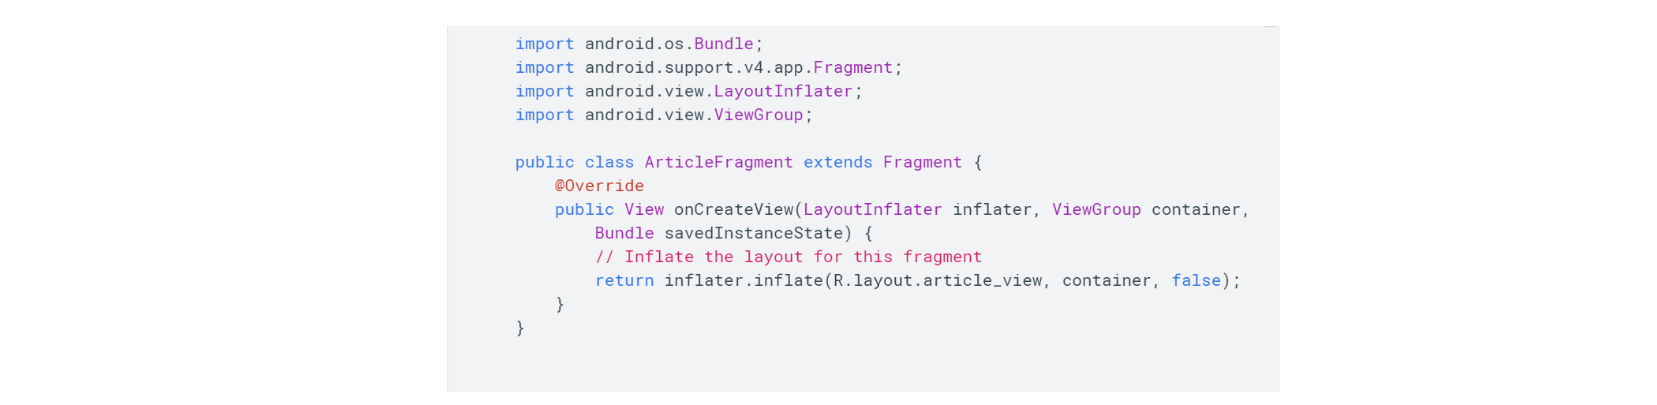 import android.os.Bundle;
import android.support.v4.app.Fragment;
import android.view.LayoutInflater;
import android.view.ViewGroup;

public class ArticleFragment extends Fragment {
    @Override
    public View onCreateView(LayoutInflater inflater, ViewGroup container,
        Bundle savedInstanceState) {
        // Inflate the layout for this fragment
        return inflater.inflate(R.layout.article_view, container, false);
    }
}